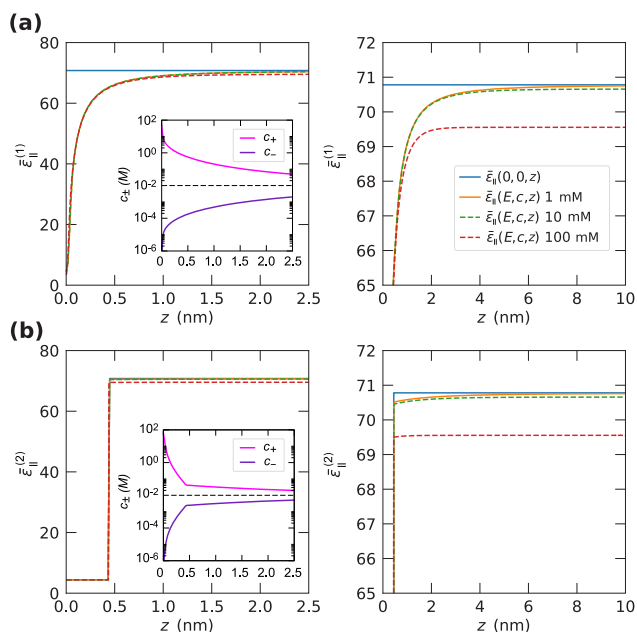 (a)
80
60
40
20
0
ε̄∥⁽¹⁾
0.0 0.5 1.0 1.5 2.0 2.5
z (nm)
10²
10⁰
10⁻²
10⁻⁴
10⁻⁶
c± (M)
c₊
c₋
0.0 0.5 1.0 1.5 2.0 2.5
72
71
70
69
68
67
66
65
ε̄∥⁽¹⁾
ε̄∥(0,0,z)
ε̄∥(E,c,z) 1 mM
ε̄∥(E,c,z) 10 mM
ε̄∥(E,c,z) 100 mM
0 2 4 6 8 10
z (nm)
(b)
80
60
40
20
0
ε̄∥⁽²⁾
0.0 0.5 1.0 1.5 2.0 2.5
z (nm)
10²
10⁰
10⁻²
10⁻⁴
10⁻⁶
c± (M)
c₊
c₋
0.0 0.5 1.0 1.5 2.0 2.5
72
71
70
69
68
67
66
65
ε̄∥⁽²⁾
0 2 4 6 8 10
z (nm)